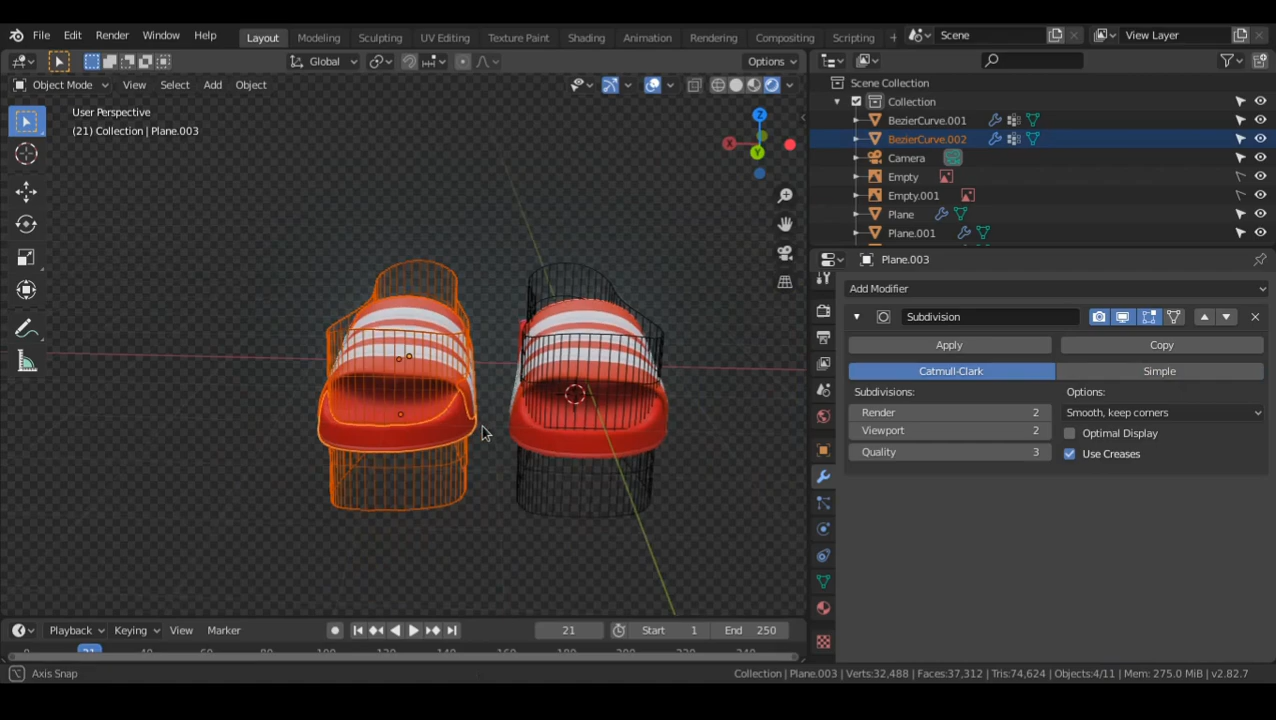 File Edit Render Window Help Layout Modeling Sculpting UV Editing Texture Paint Shading Animation Rendering Compositing Scripting + Scene View Layer
Global Options
Object Mode View Select Add Object
User Perspective
(21) Collection | Plane.003
Z
X
Y
Scene Collection
Collection
BezierCurve.001
BezierCurve.002
Camera
Empty
Empty.001
Plane
Plane.001
Plane.003
Add Modifier
Subdivision
Apply Copy
Catmull-Clark Simple
Subdivisions: Options:
Render 2 Smooth, keep corners
Viewport 2 Optimal Display
Quality 3 Use Creases
Playback Keying View Marker 21 Start 1 End 250
Axis Snap Collection | Plane.003 | Verts:32,488 | Faces:37,312 | Tris:74,624 | Objects:4/11 | Mem: 275.0 MiB | v2.82.7